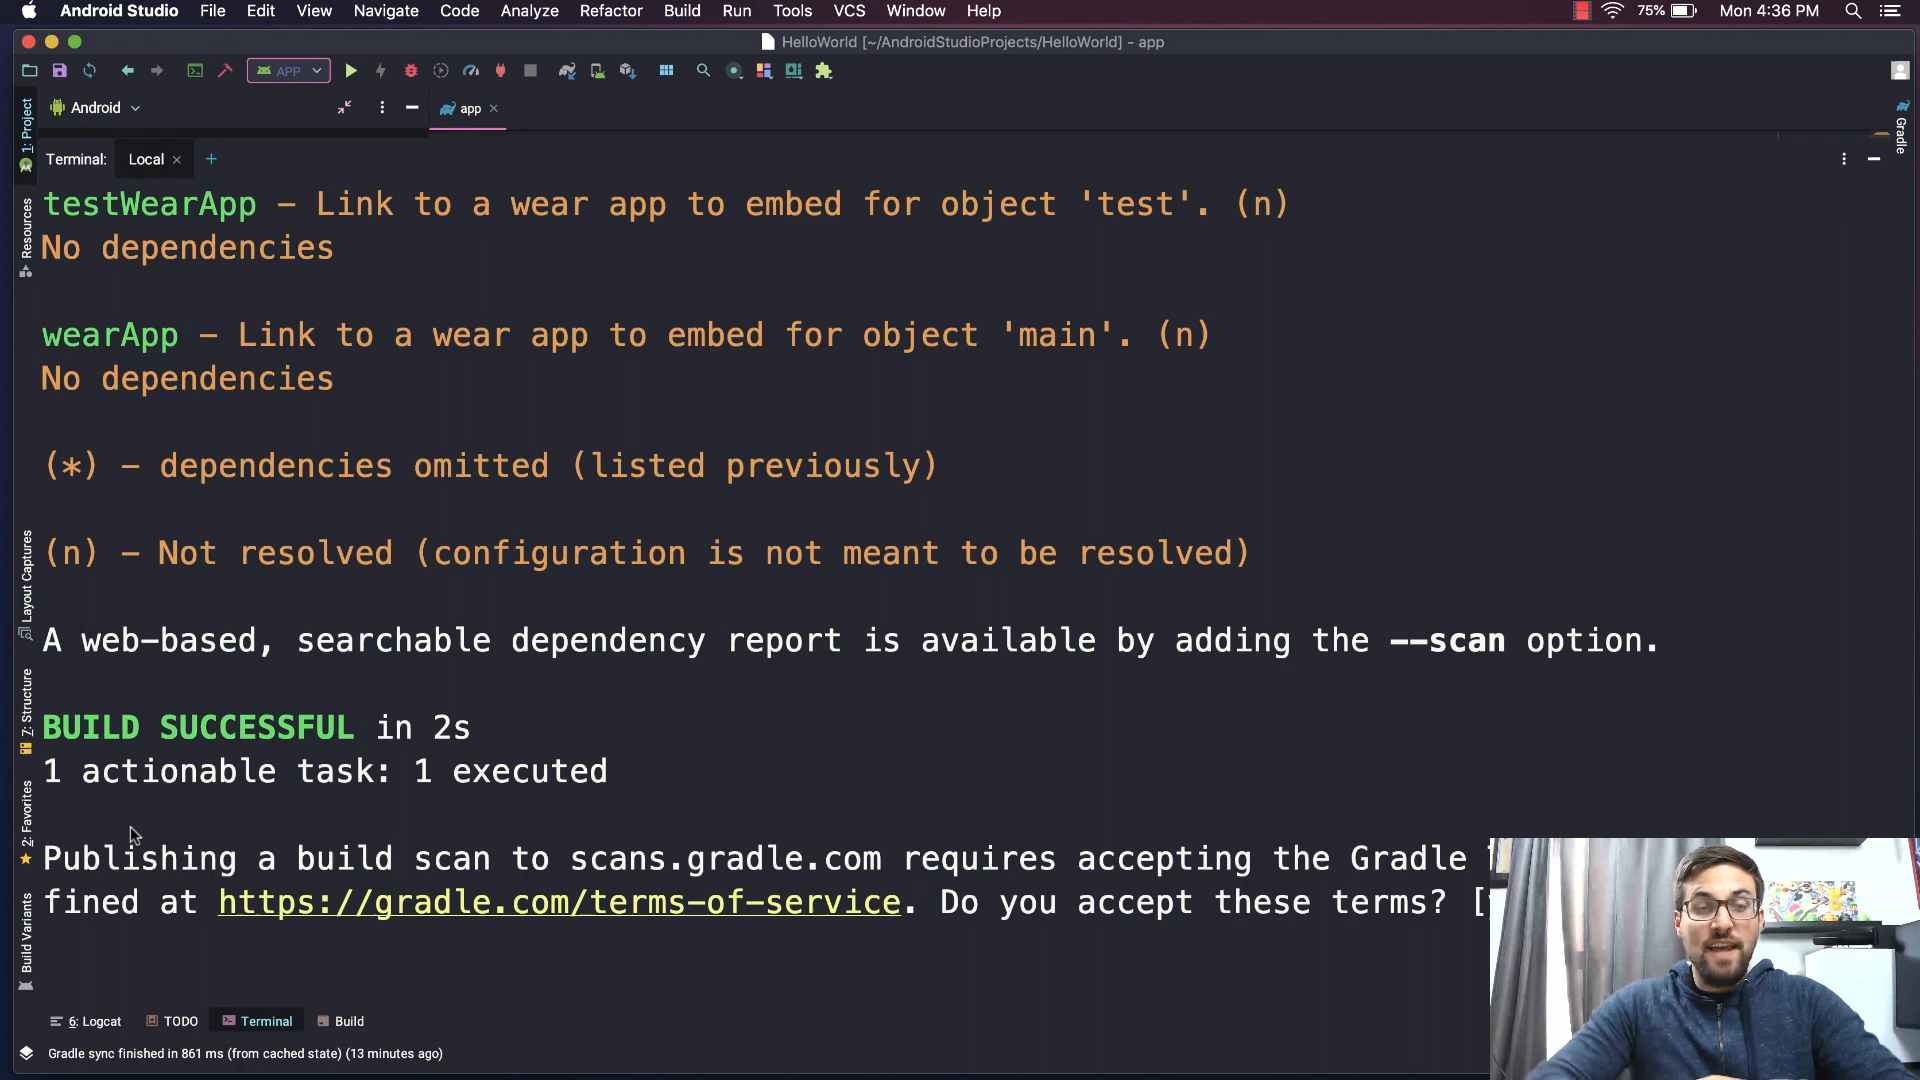 Android Studio File Edit View Navigate Code Analyze Refactor Build Run Tools VCS Window Help 75% Mon 4:36 PM
HelloWorld [~/AndroidStudioProjects/HelloWorld] - app
APP
Android
app
Terminal: Local +
testWearApp - Link to a wear app to embed for object 'test'. (n)
No dependencies
wearApp - Link to a wear app to embed for object 'main'. (n)
No dependencies
(*) - dependencies omitted (listed previously)
(n) - Not resolved (configuration is not meant to be resolved)
A web-based, searchable dependency report is available by adding the --scan option.
BUILD SUCCESSFUL in 2s
1 actionable task: 1 executed
Publishing a build scan to scans.gradle.com requires accepting the Gradle
fined at https://gradle.com/terms-of-service. Do you accept these terms? [
1: Project
Resources
Layout Captures
7: Structure
2: Favorites
Build Variants
Gradle
6: Logcat TODO Terminal Build
Gradle sync finished in 861 ms (from cached state) (13 minutes ago)